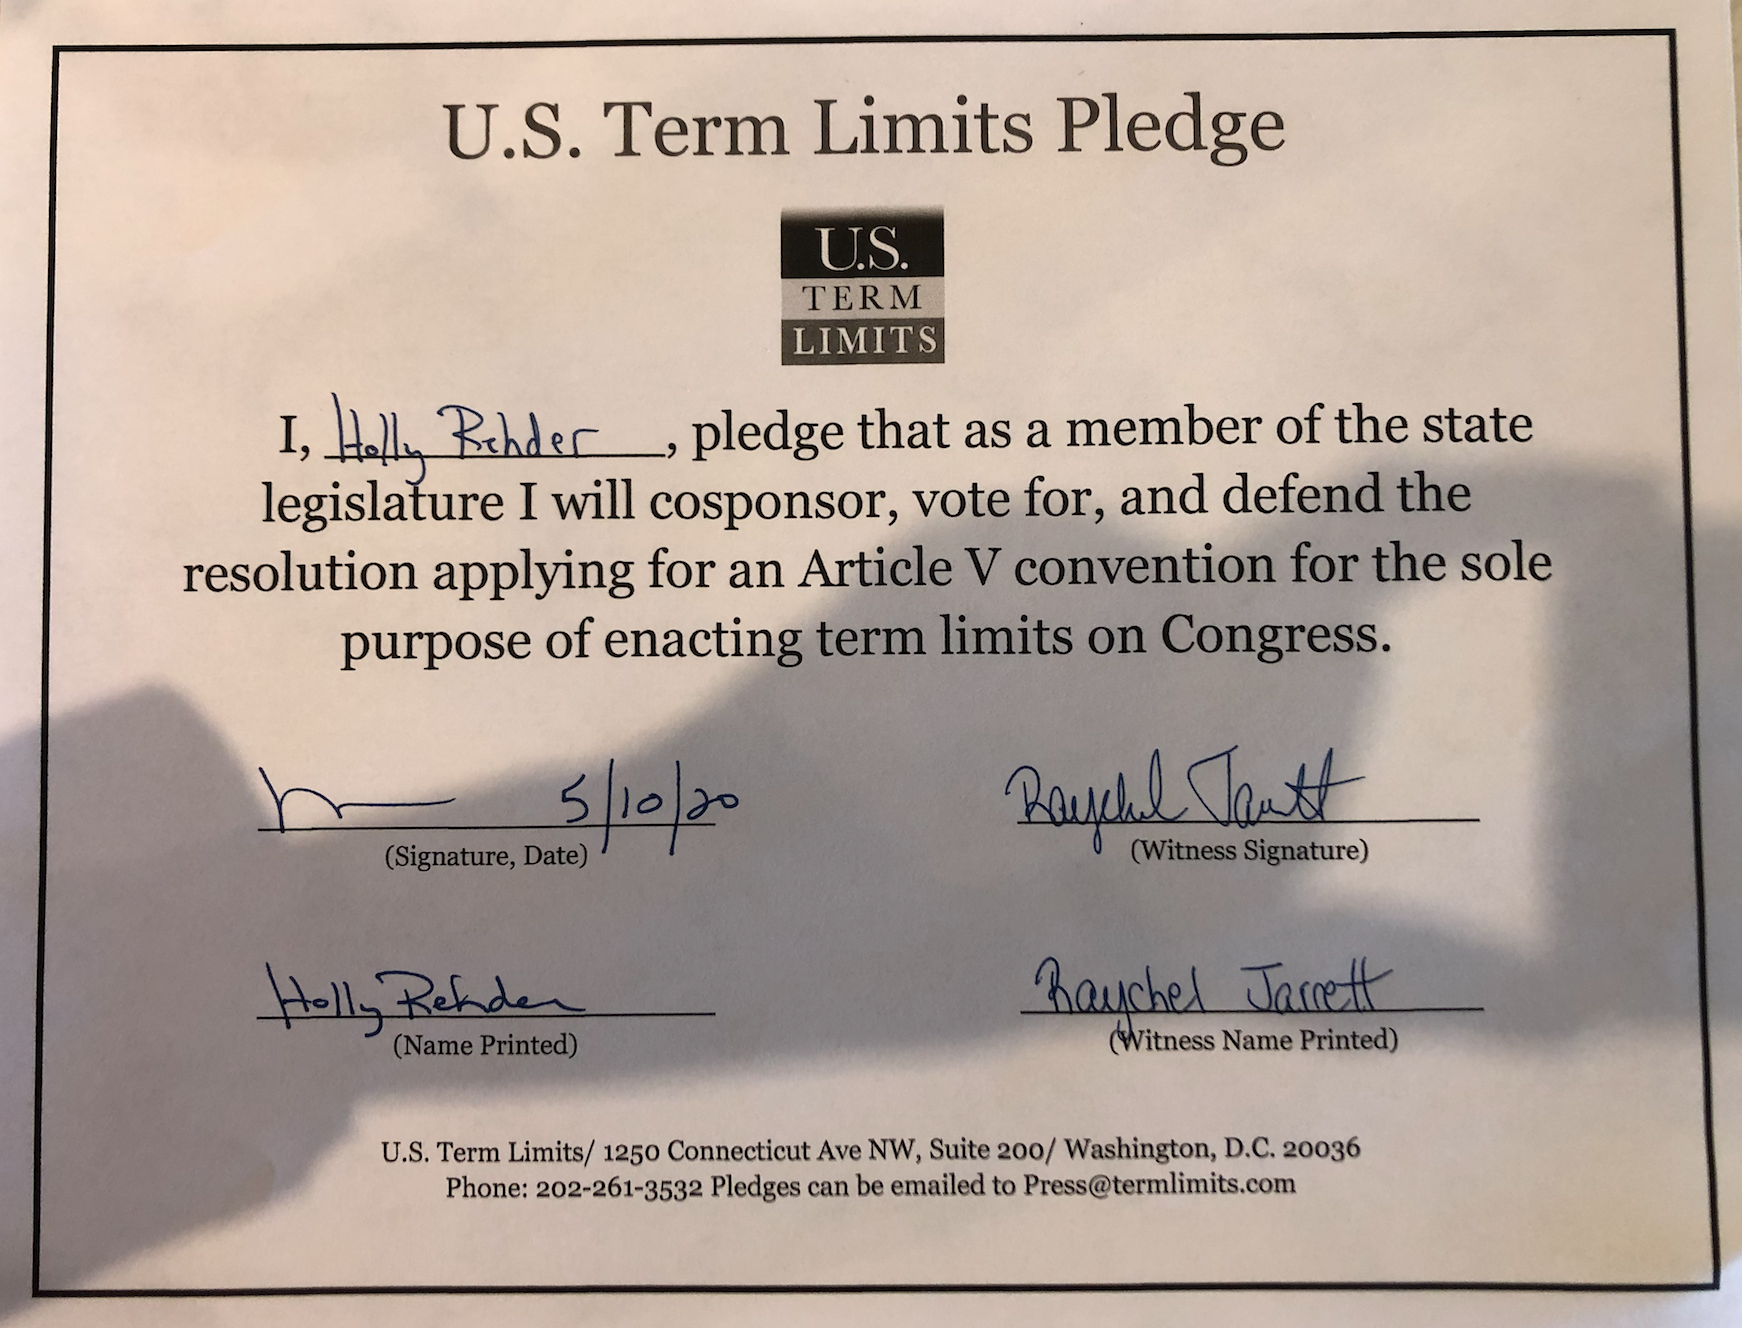 U.S. Term Limits Pledge
U.S.
TERM
LIMITS
I, Holly Rehder, pledge that as a member of the state
legislature I will cosponsor, vote for, and defend the
resolution applying for an Article V convention for the sole
purpose of enacting term limits on Congress.
5/10/20
(Signature, Date)
Raychel Jarrett
(Witness Signature)
Holly Rehder
(Name Printed)
Raychel Jarrett
(Witness Name Printed)
U.S. Term Limits/ 1250 Connecticut Ave NW, Suite 200/ Washington, D.C. 20036
Phone: 202-261-3532 Pledges can be emailed to Press@termlimits.com